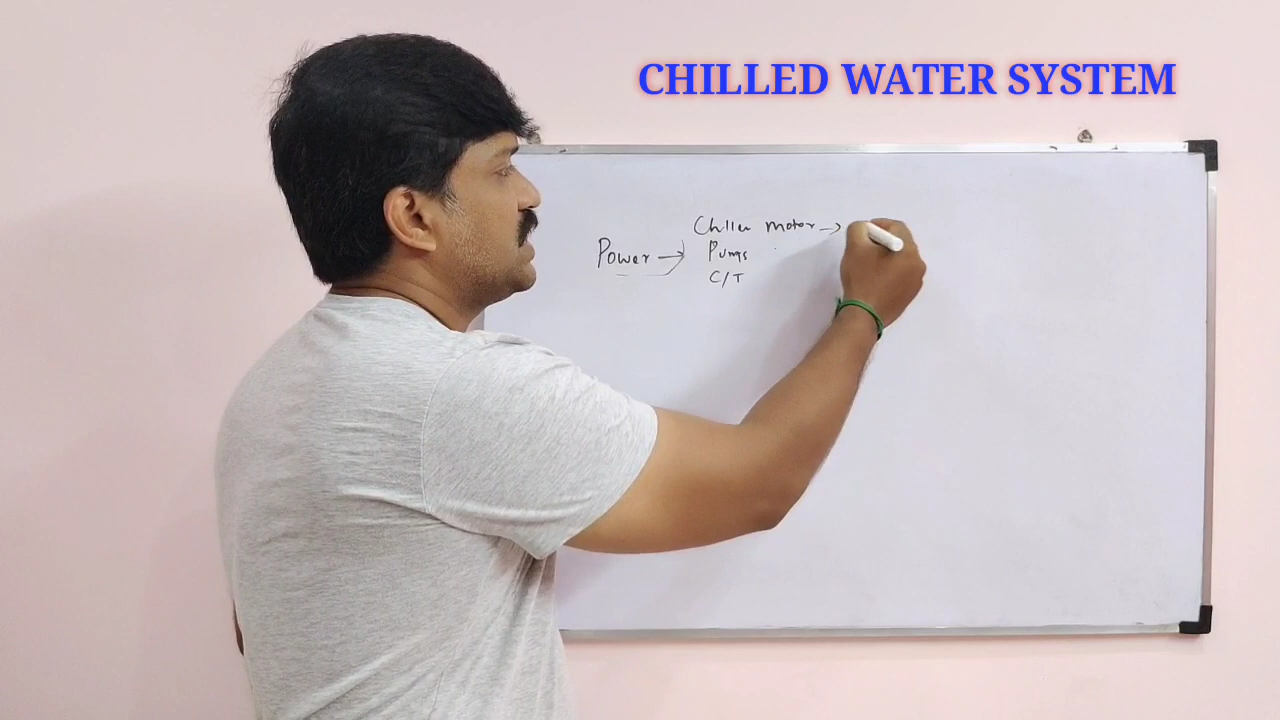 CHILLED WATER SYSTEM
Chiller motor →
Power → Pumps
C/T